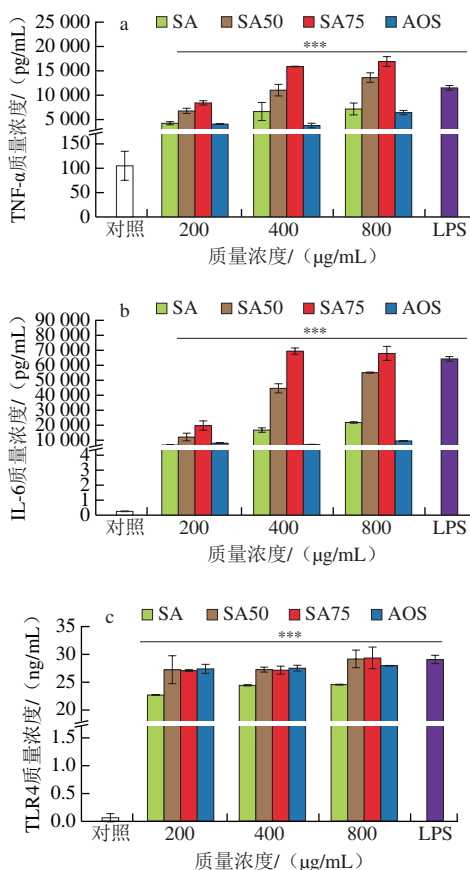 a
SA SA50 SA75 AOS
***
25 000
20 000
15 000
10 000
5 000
150
100
50
0
TNF-α质量浓度/（pg/mL）
对照 200 400 800 LPS
质量浓度/（μg/mL）
b
SA SA50 SA75 AOS
***
90 000
80 000
70 000
60 000
50 000
40 000
30 000
20 000
10 000
4
3
2
1
0
IL-6质量浓度/（pg/mL）
对照 200 400 800 LPS
质量浓度/（μg/mL）
c
SA SA50 SA75 AOS
***
35
30
25
20
1.5
1.0
0.5
0.0
TLR4质量浓度/（ng/mL）
对照 200 400 800 LPS
质量浓度/（μg/mL）